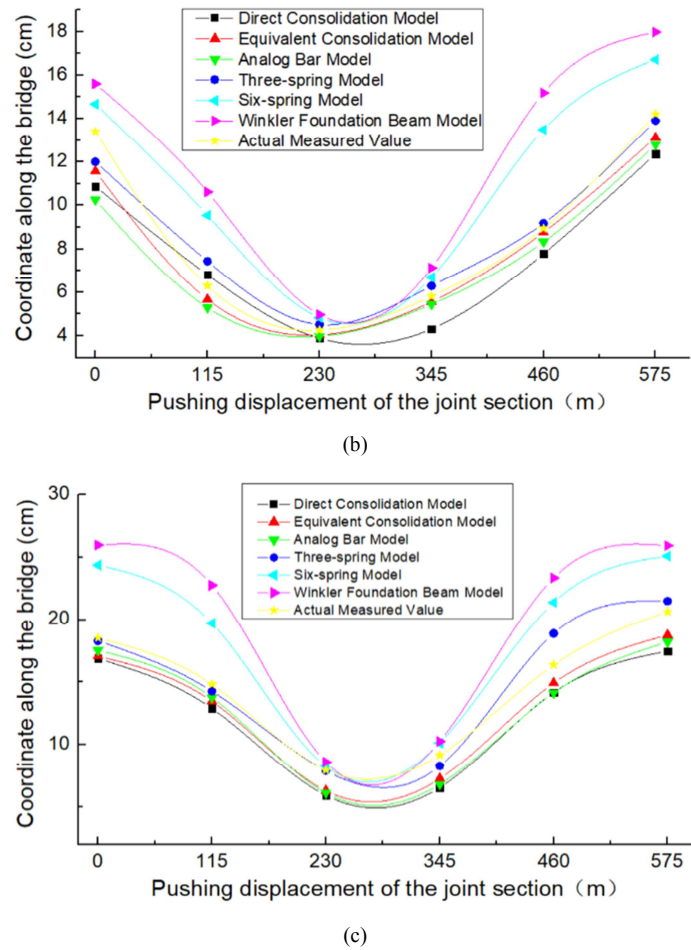 18
16
14
12
10
8
6
4
Coordinate along the bridge (cm)
Direct Consolidation Model
Equivalent Consolidation Model
Analog Bar Model
Three-spring Model
Six-spring Model
Winkler Foundation Beam Model
Actual Measured Value
0 115 230 345 460 575
Pushing displacement of the joint section（m）
(b)
30
20
10
Coordinate along the bridge (cm)
Direct Consolidation Model
Equivalent Consolidation Model
Analog Bar Model
Three-spring Model
Six-spring Model
Winkler Foundation Beam Model
Actual Measured Value
0 115 230 345 460 575
Pushing displacement of the joint section（m）
(c)